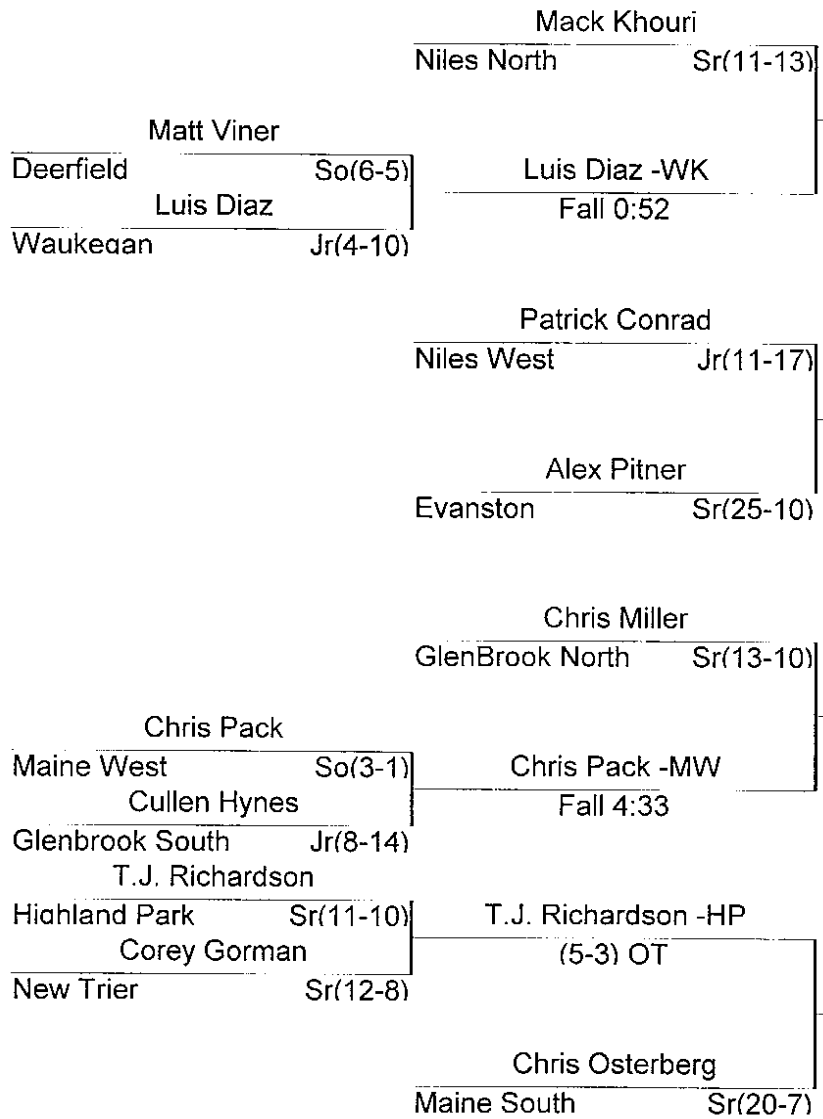 Mack Khouri
Niles North Sr(11-13)
Matt Viner
Deerfield So(6-5)
Luis Diaz -WK
Fall 0:52
Luis Diaz
Waukegan Jr(4-10)
Patrick Conrad
Niles West Jr(11-17)
Alex Pitner
Evanston Sr(25-10)
Chris Miller
GlenBrook North Sr(13-10)
Chris Pack
Maine West So(3-1)
Chris Pack -MW
Fall 4:33
Cullen Hynes
Glenbrook South Jr(8-14)
T.J. Richardson
Highland Park Sr(11-10)
T.J. Richardson -HP
(5-3) OT
Corey Gorman
New Trier Sr(12-8)
Chris Osterberg
Maine South Sr(20-7)